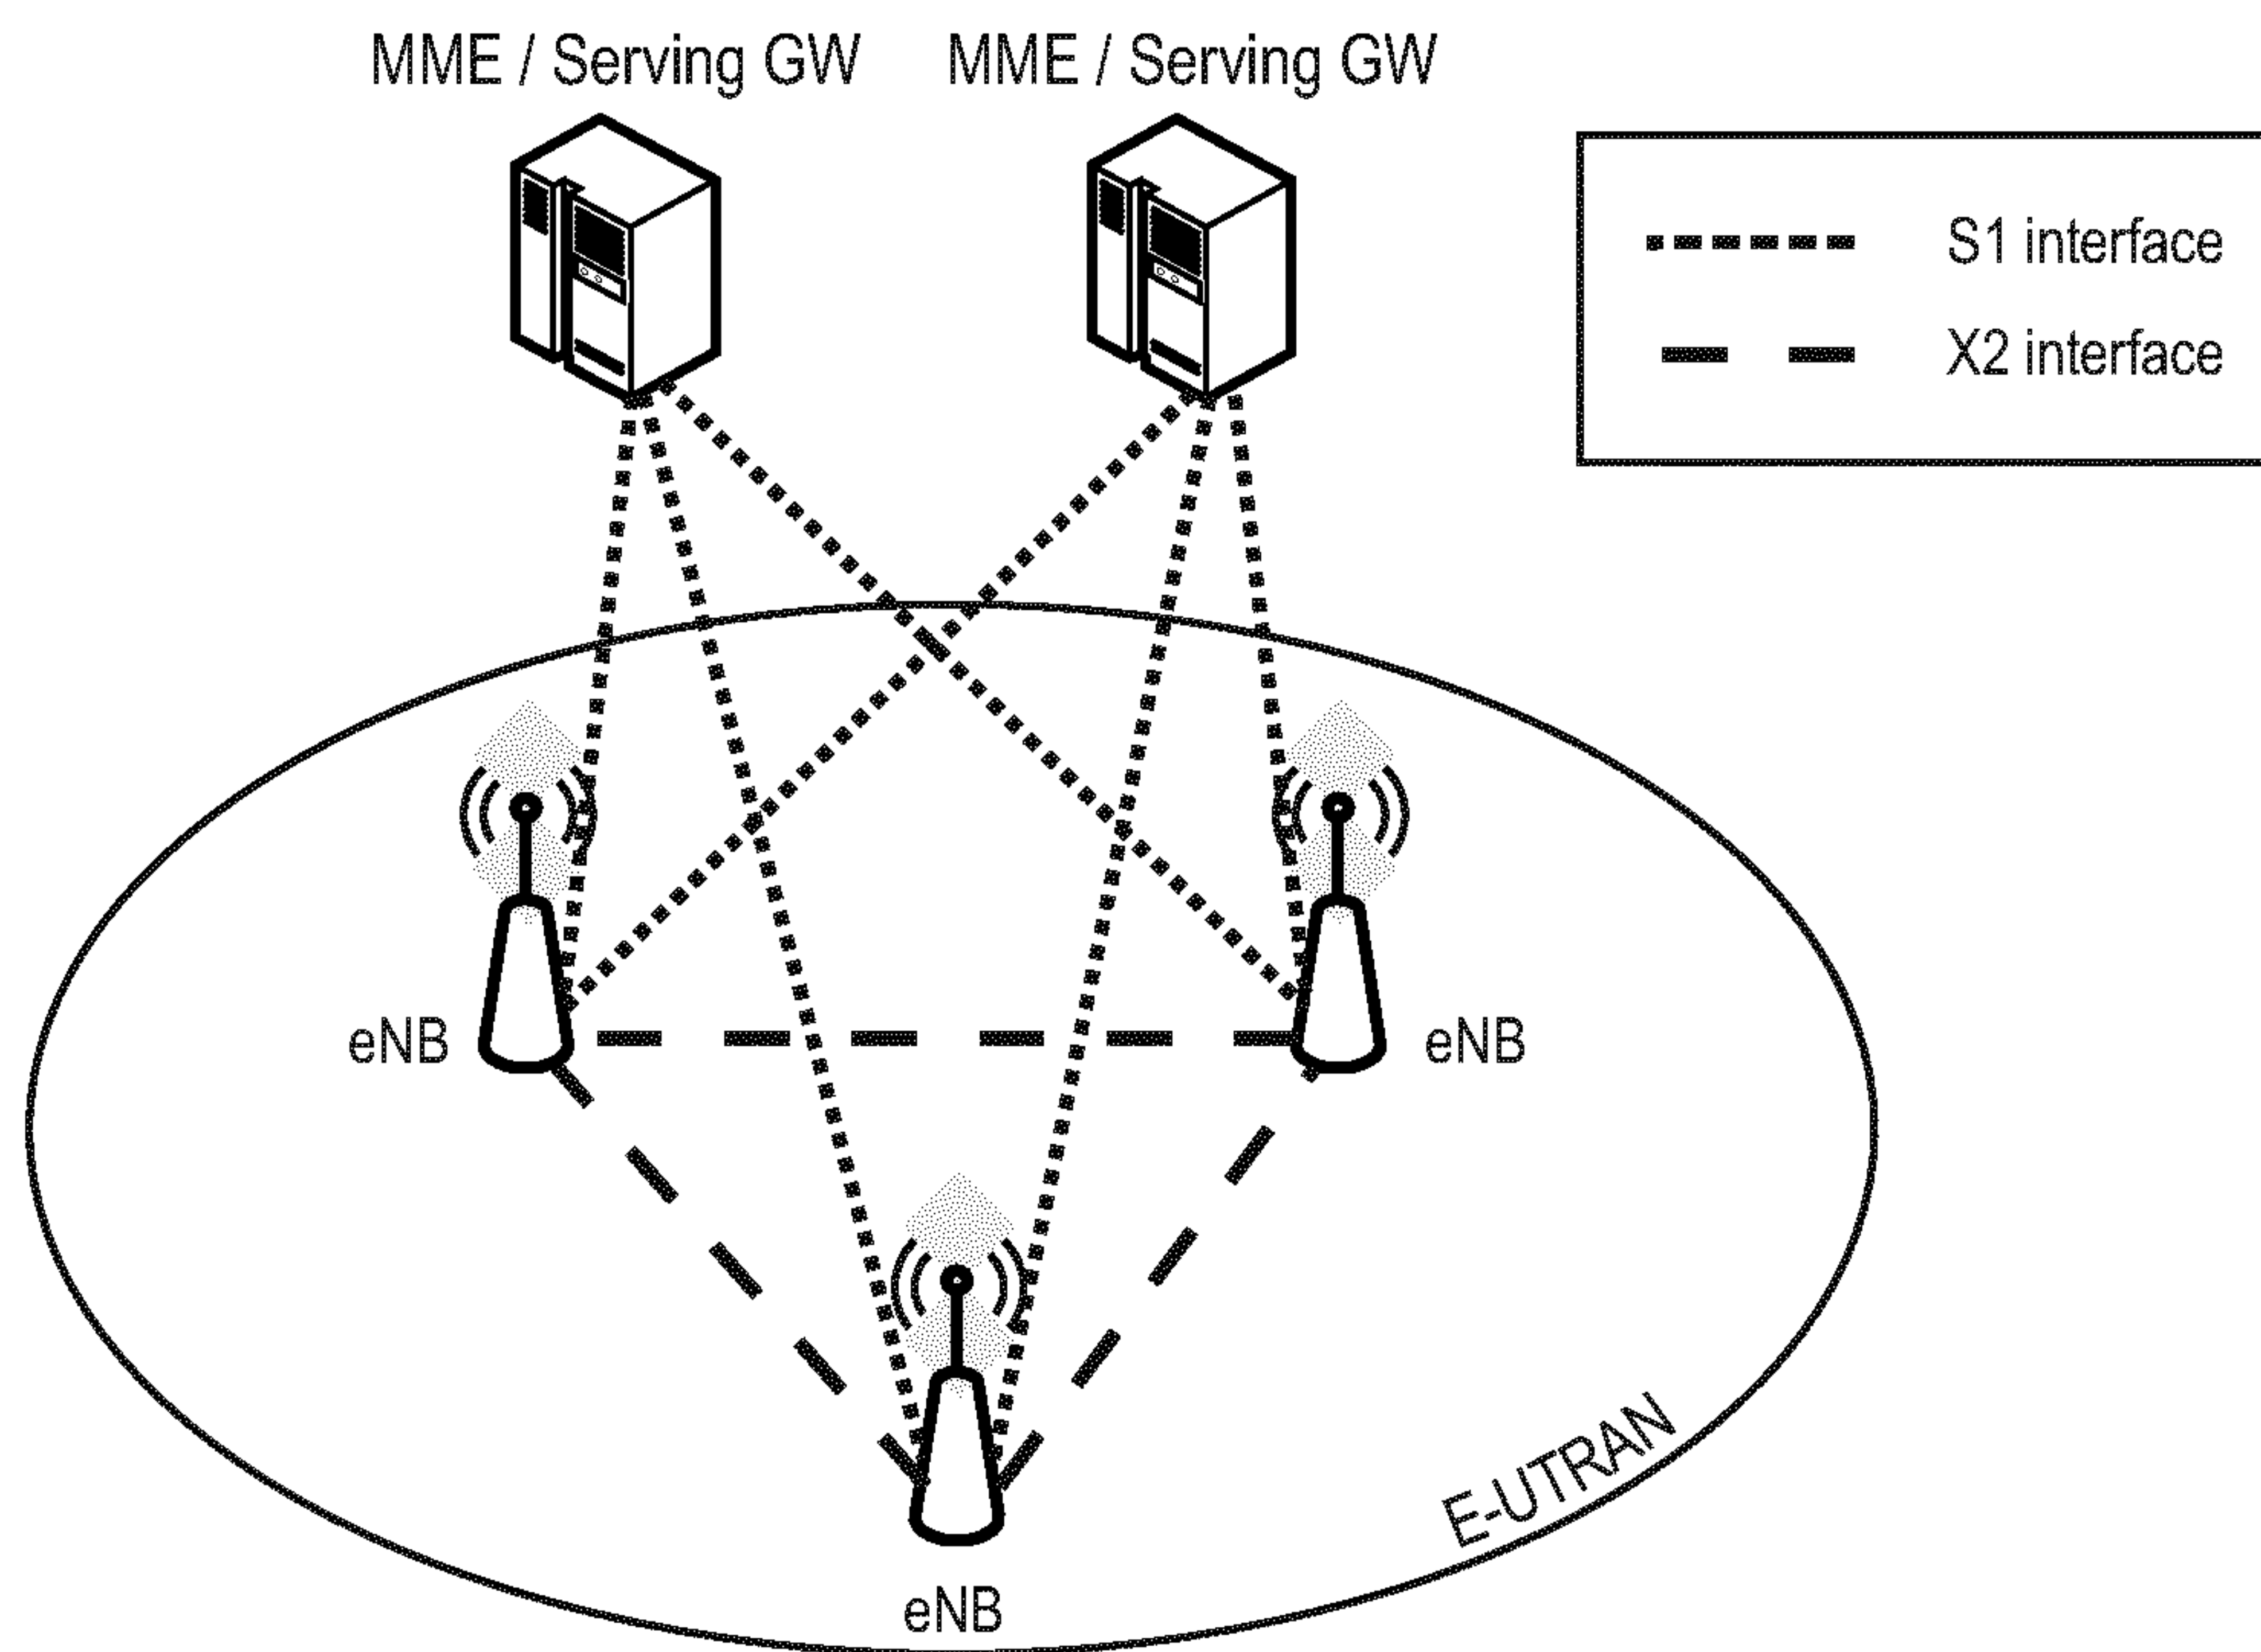 MME / Serving GW
MME / Serving GW
S1 interface
X2 interface
eNB
eNB
eNB
E-UTRAN